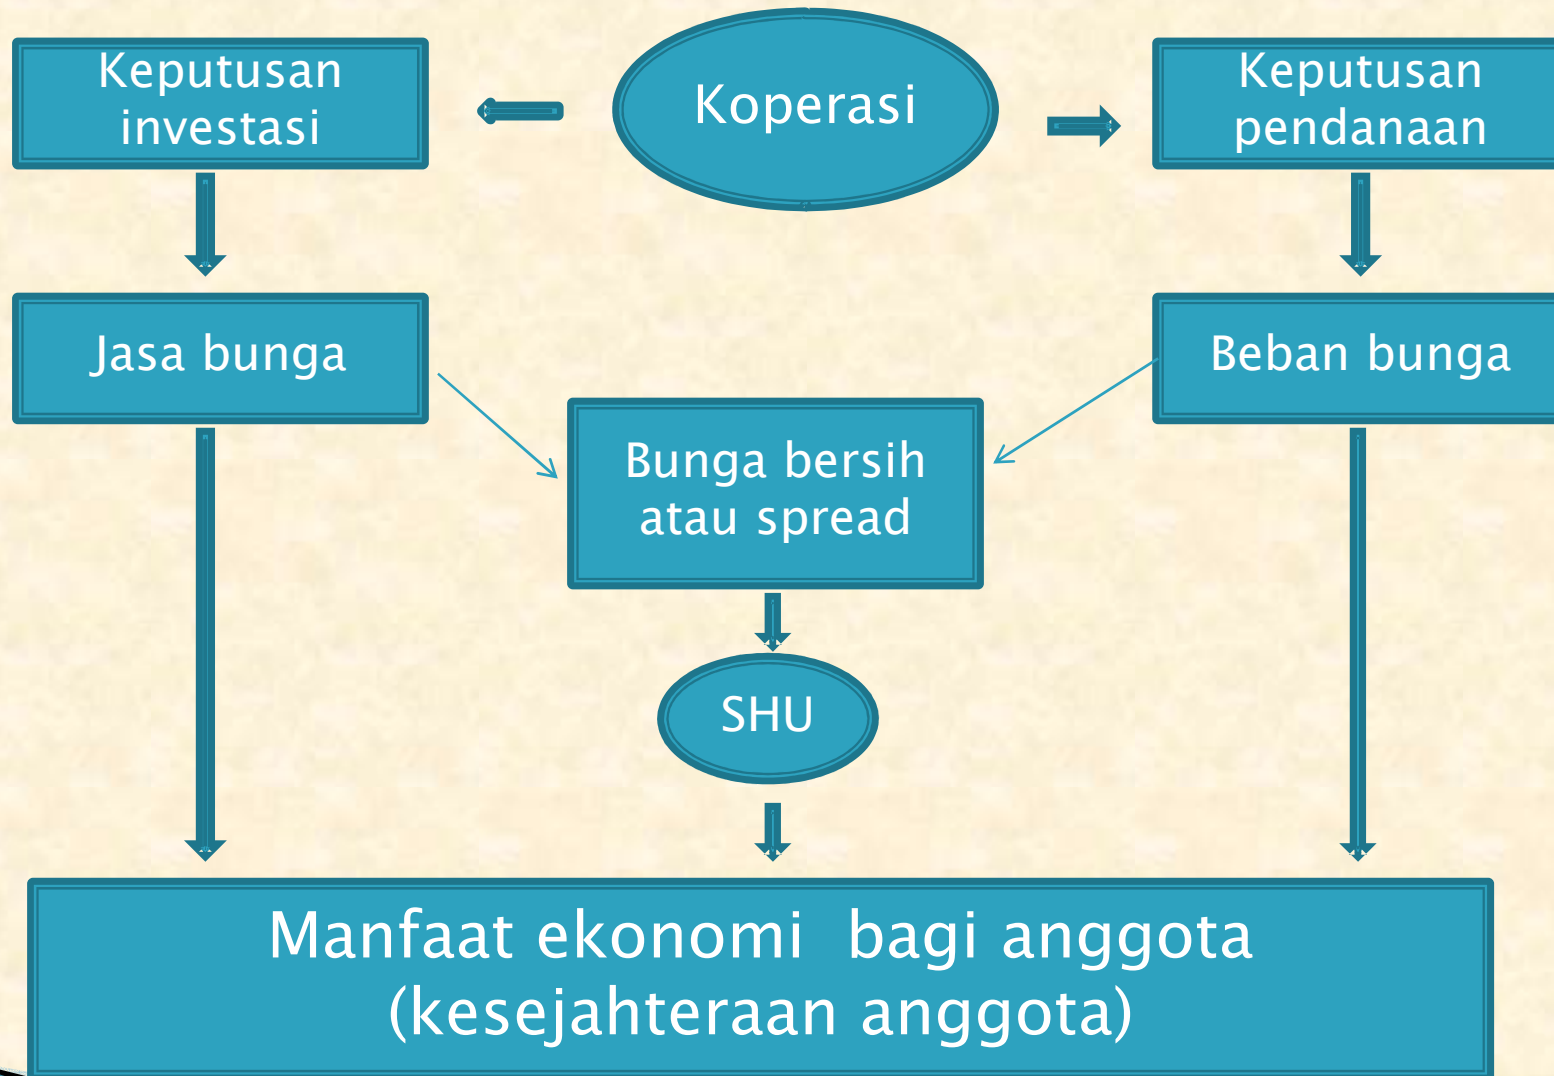 Keputusan
investasi
Koperasi
Keputusan
pendanaan
Jasa bunga
Beban bunga
Bunga bersih
atau spread
SHU
Manfaat ekonomi bagi anggota
(kesejahteraan anggota)